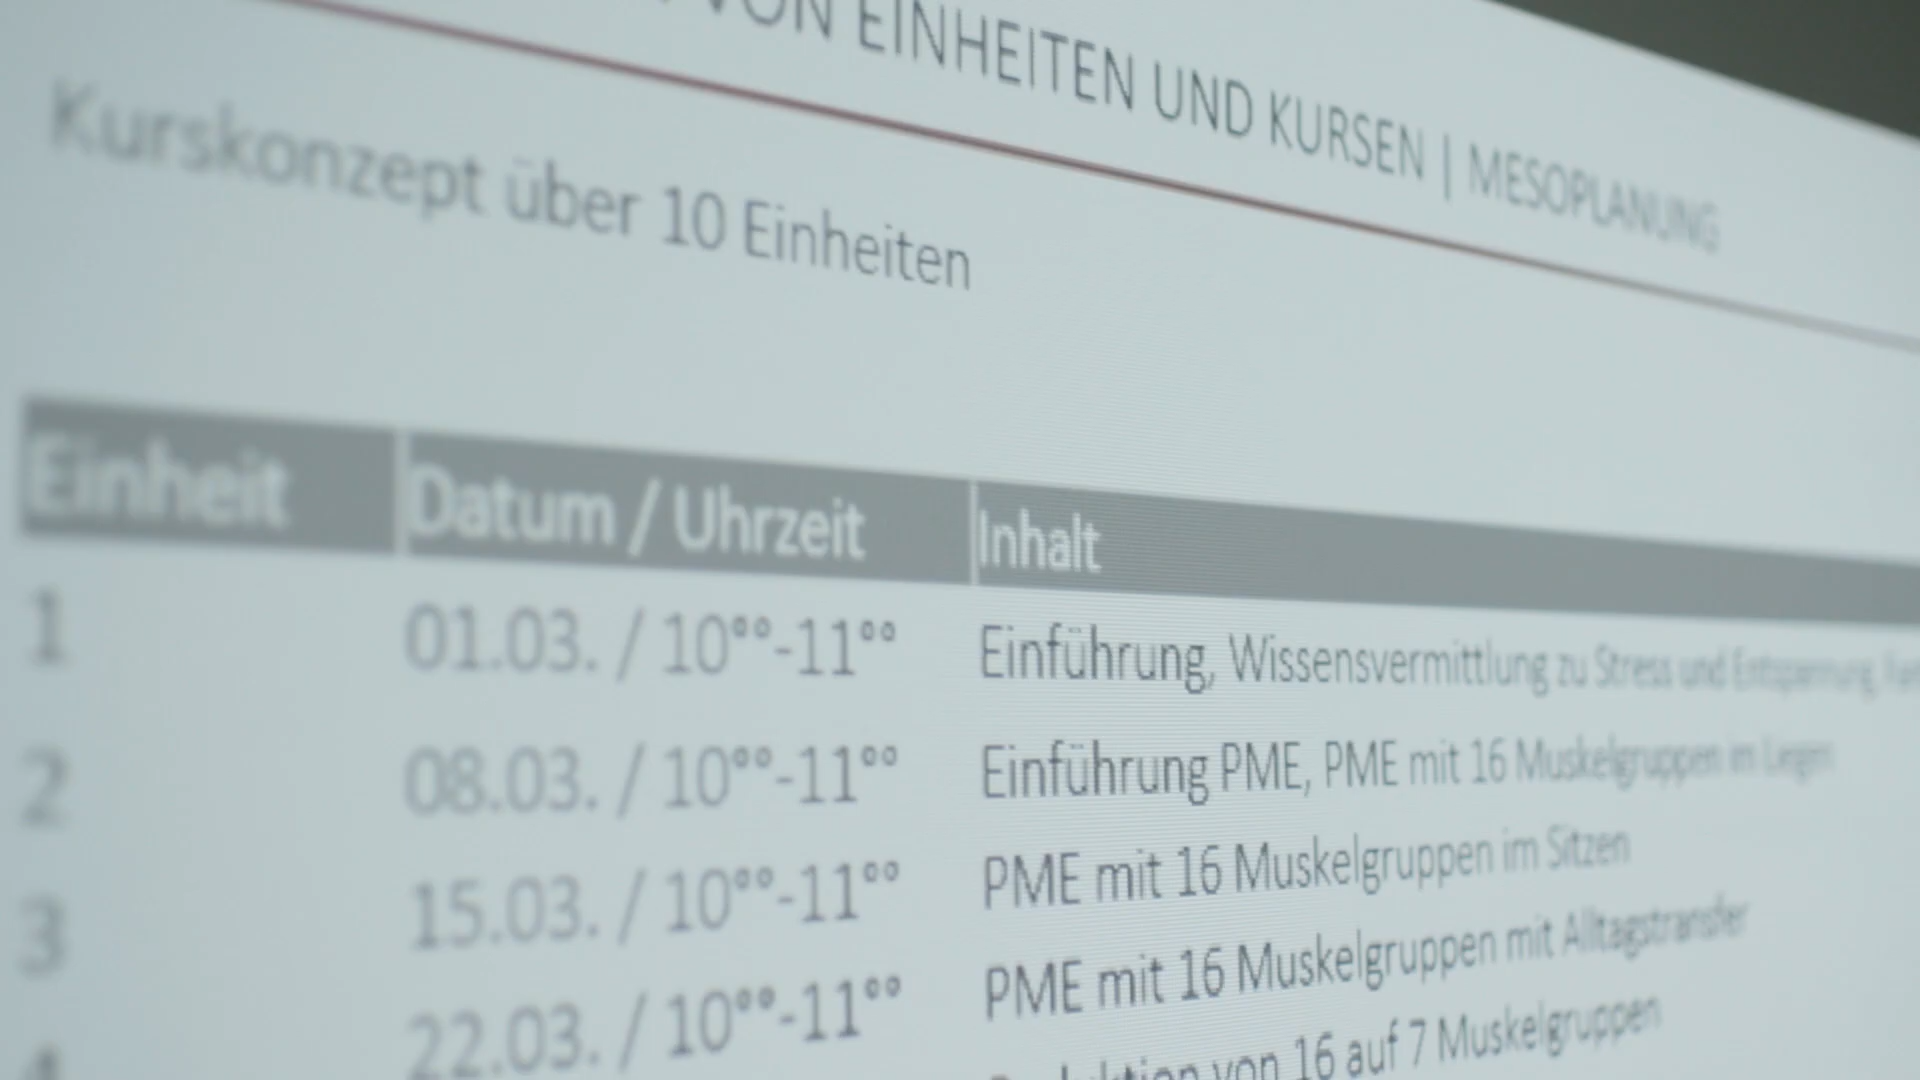 VON EINHEITEN UND KURSEN | MESOPLANUNG
Kurskonzept über 10 Einheiten
Einheit Datum / Uhrzeit Inhalt
1 01.03. / 10°°-11°° Einführung, Wissensvermittlung zu Stress und Entspannung,
2 08.03. / 10°°-11°° Einführung PME, PME mit 16 Muskelgruppen im Liegen
3 15.03. / 10°°-11°° PME mit 16 Muskelgruppen im Sitzen
4 22.03. / 10°°-11°° PME mit 16 Muskelgruppen mit Alltagstransfer
von 16 auf 7 Muskelgruppen